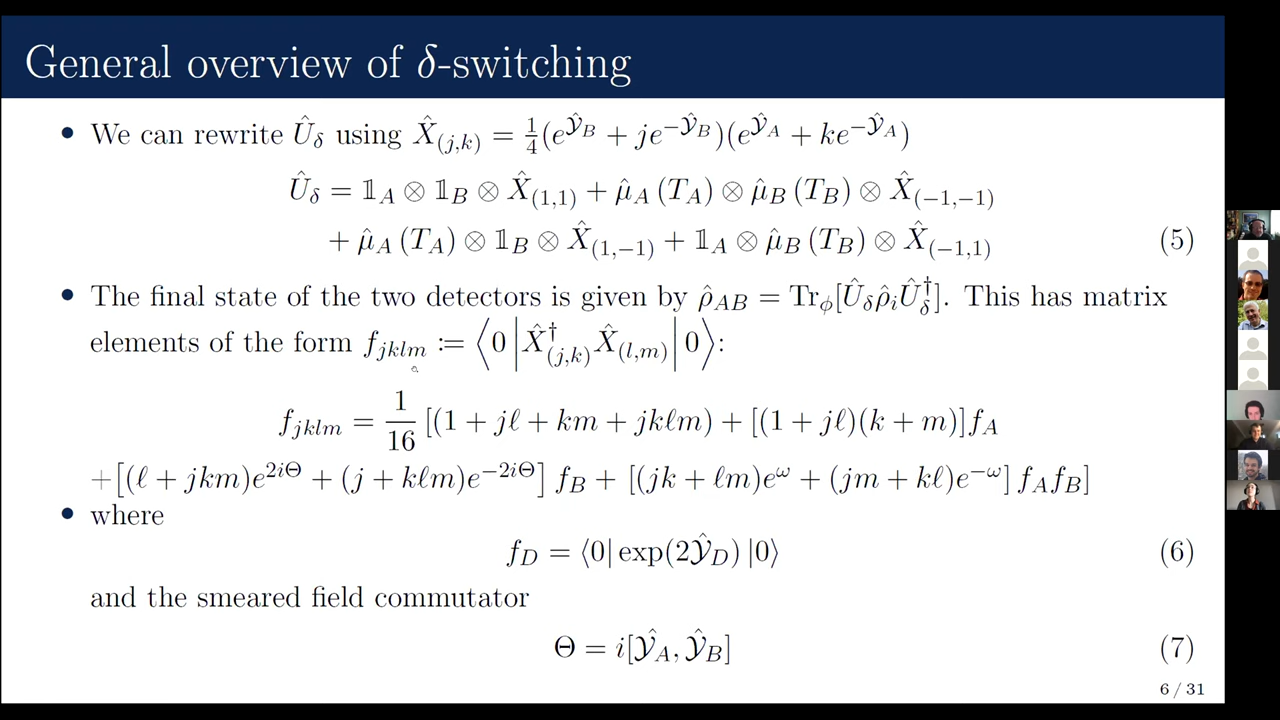 General overview of δ-switching
• We can rewrite Û_δ using X̂_(j,k) = 1/4(e^{𝒴̂_B} + je^{−𝒴̂_B})(e^{𝒴̂_A} + ke^{−𝒴̂_A})
Û_δ = 𝟙_A ⊗ 𝟙_B ⊗ X̂_(1,1) + μ̂_A (T_A) ⊗ μ̂_B (T_B) ⊗ X̂_(−1,−1)
+ μ̂_A (T_A) ⊗ 𝟙_B ⊗ X̂_(1,−1) + 𝟙_A ⊗ μ̂_B (T_B) ⊗ X̂_(−1,1) (5)
• The final state of the two detectors is given by ρ̂_AB = Tr_ϕ[Û_δ ρ̂_i Û_δ^†]. This has matrix
elements of the form f_jklm := ⟨0|X̂^†_(j,k) X̂_(l,m)|0⟩:
f_jklm = 1/16 [(1 + jℓ + km + jkℓm) + [(1 + jℓ)(k + m)]f_A
+[(ℓ + jkm)e^{2iΘ} + (j + kℓm)e^{−2iΘ}] f_B + [(jk + ℓm)e^ω + (jm + kℓ)e^{−ω}] f_A f_B]
• where
f_D = ⟨0| exp(2𝒴̂_D) |0⟩ (6)
and the smeared field commutator
Θ = i[𝒴̂_A, 𝒴̂_B] (7)
6 / 31